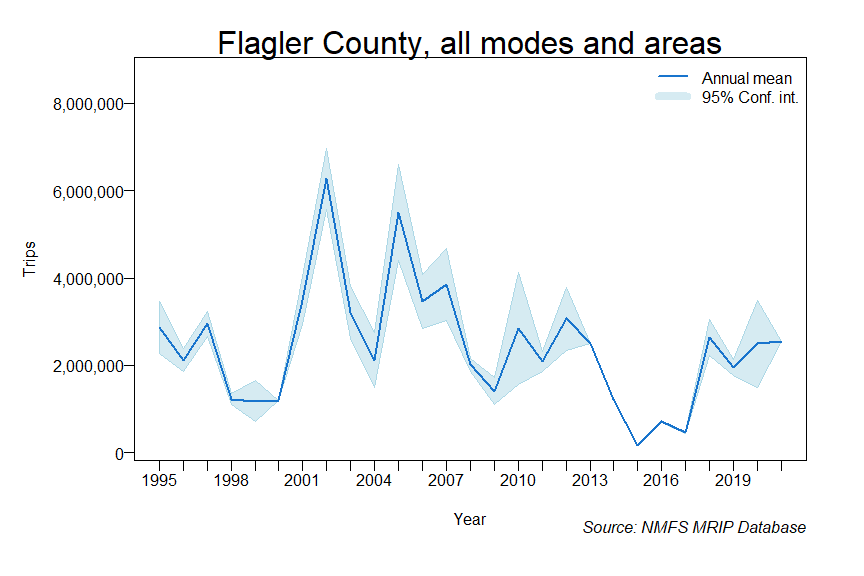 Flagler County, all modes and areas
Annual mean
95% Conf. int.
8,000,000
6,000,000
4,000,000
2,000,000
0
Trips
1995 1998 2001 2004 2007 2010 2013 2016 2019
Year
Source: NMFS MRIP Database